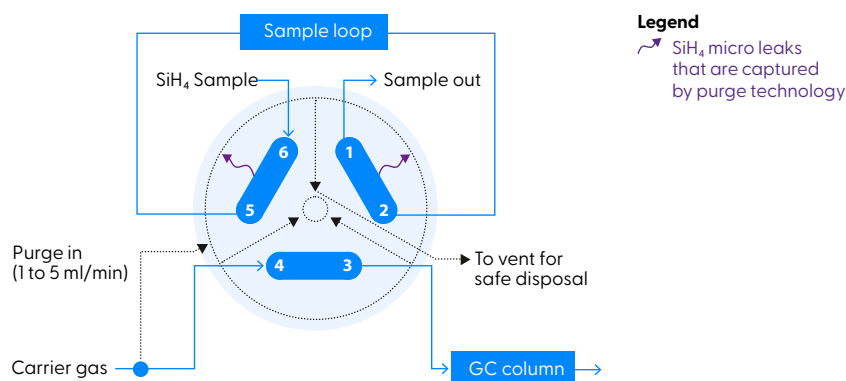 Sample loop
Legend
SiH₄ micro leaks
that are captured
by purge technology
SiH₄ Sample
Sample out
6
1
5
2
Purge in
(1 to 5 ml/min)
4
3
To vent for
safe disposal
Carrier gas
GC column